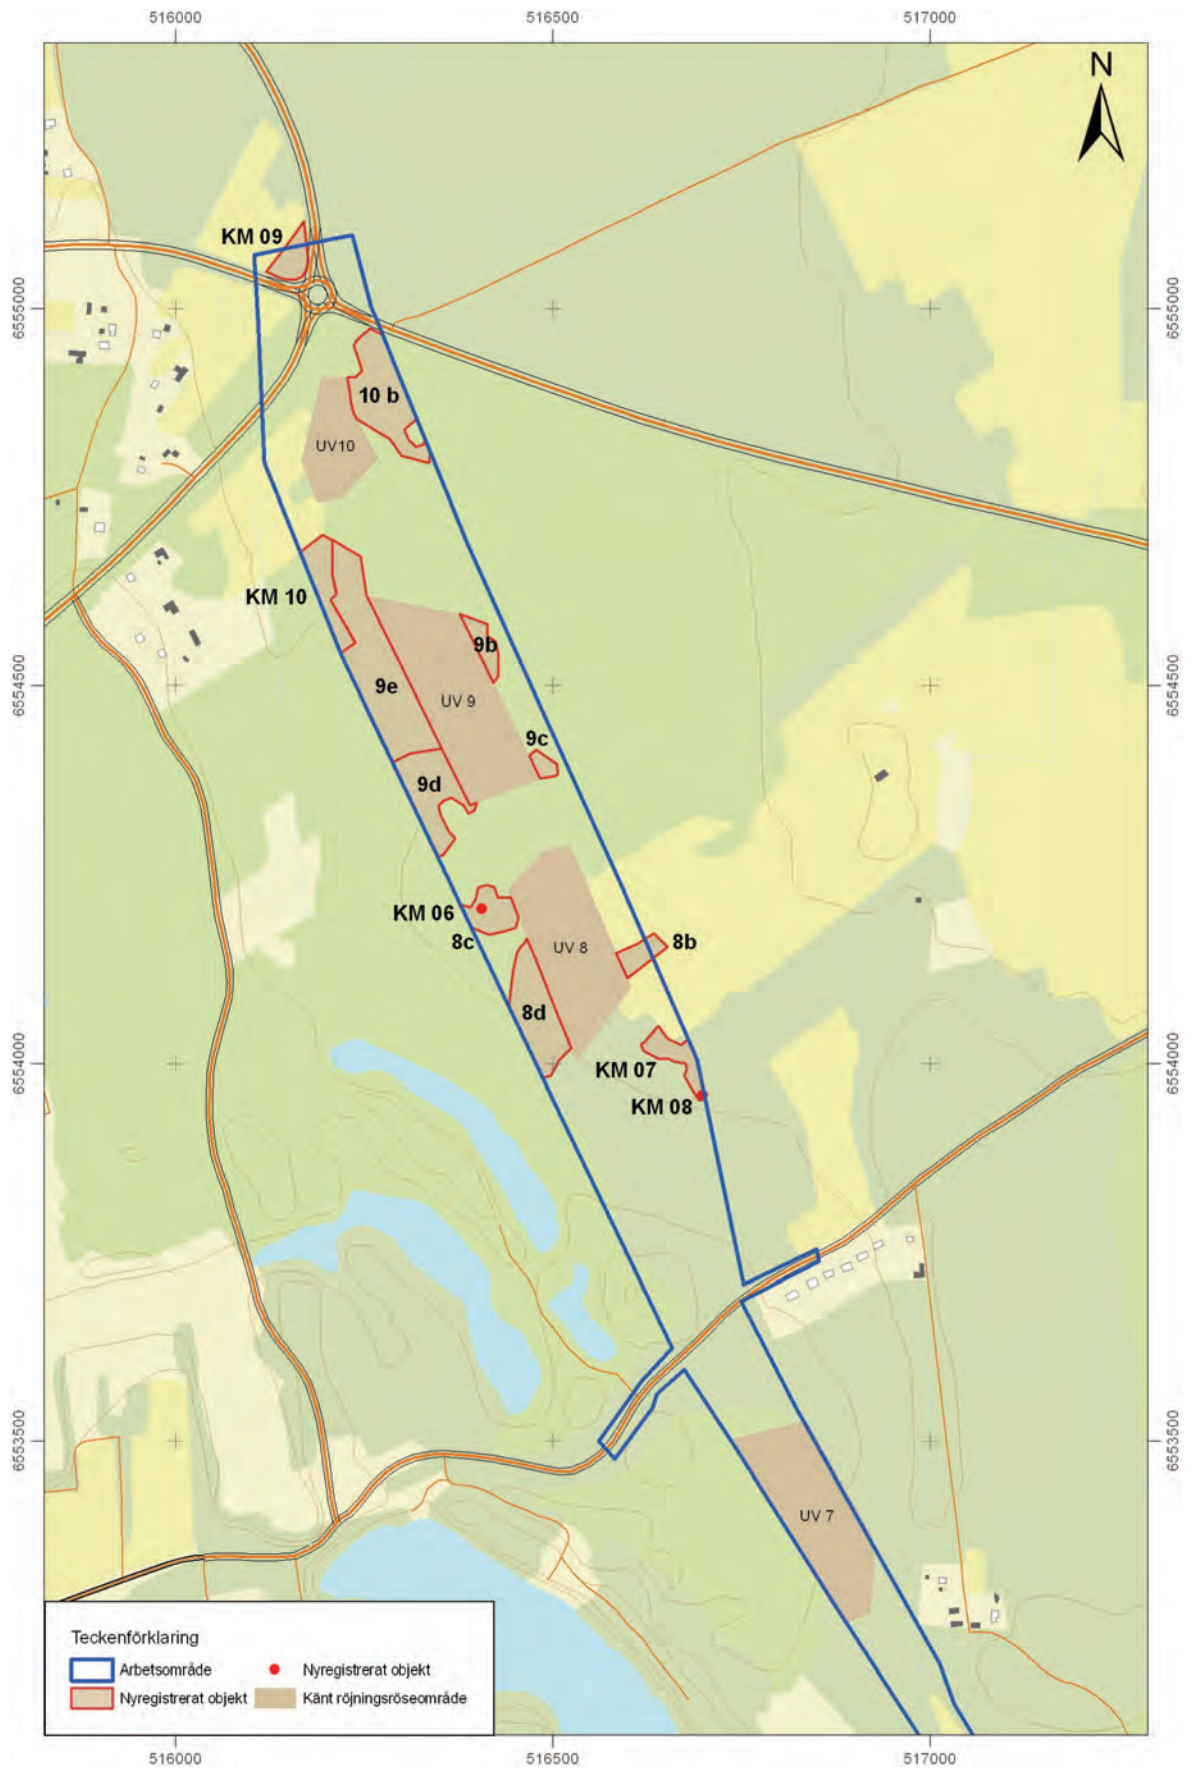 516000 516500 517000
N
KM 09
6555000 6555000
10 b
UV10
KM 10
9b
6554500 6554500
9e
UV 9
9c
9d
KM 06
8c
8b
UV 8
8d
6554000 6554000
KM 07
KM 08
6553500 6553500
UV 7
Teckenförklaring
Arbetsområde
Nyregistrerat objekt
Nyregistrerat objekt
Känt röjningsröseområde
516000 516500 517000